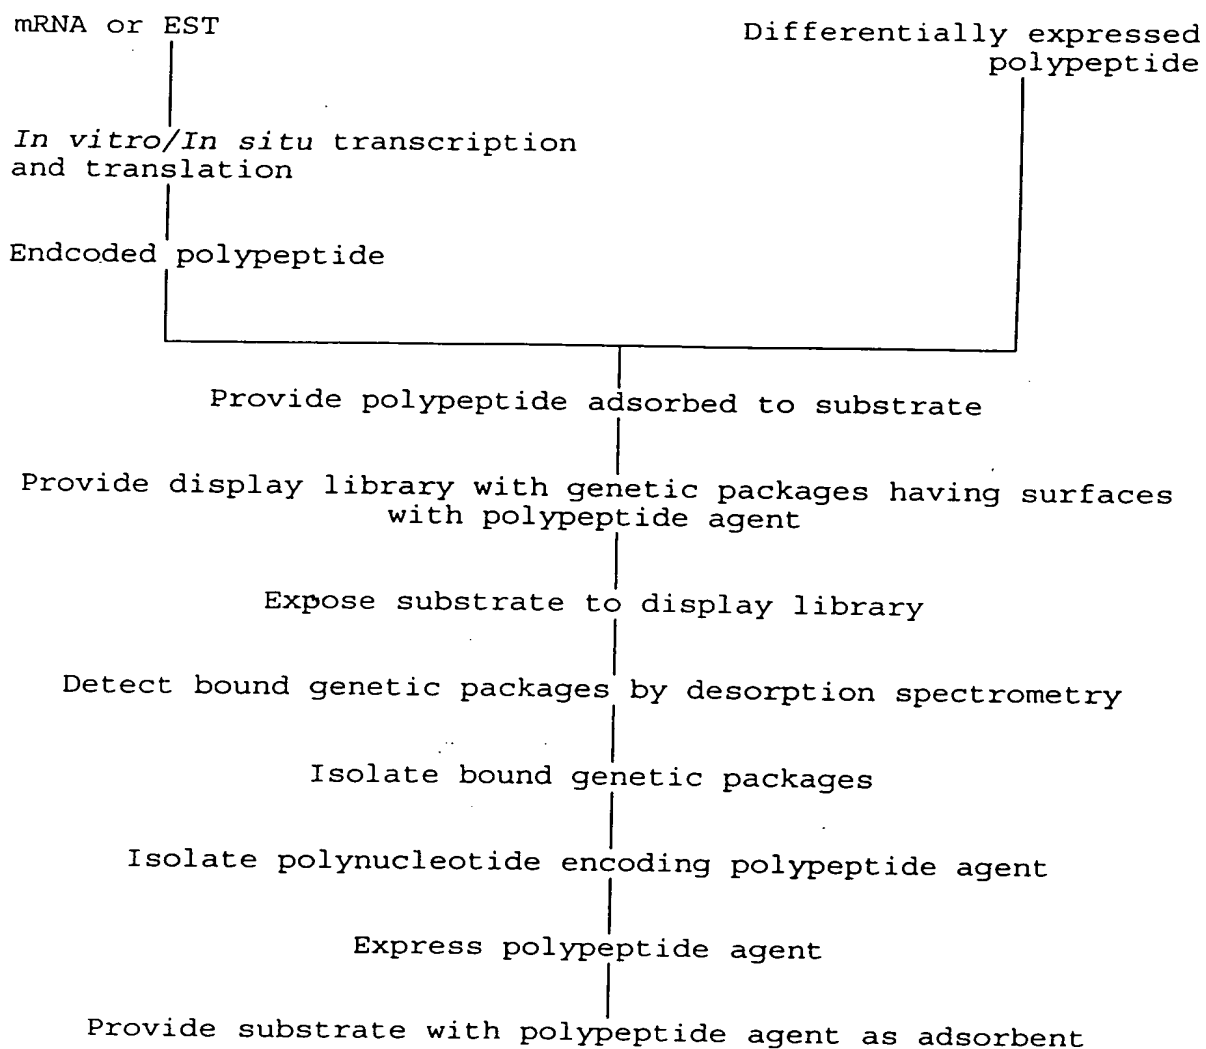 mRNA or EST
Differentially expressed
polypeptide
In vitro/In situ transcription
and translation
Endcoded polypeptide
Provide polypeptide adsorbed to substrate
Provide display library with genetic packages having surfaces
with polypeptide agent
Expose substrate to display library
Detect bound genetic packages by desorption spectrometry
Isolate bound genetic packages
Isolate polynucleotide encoding polypeptide agent
Express polypeptide agent
Provide substrate with polypeptide agent as adsorbent